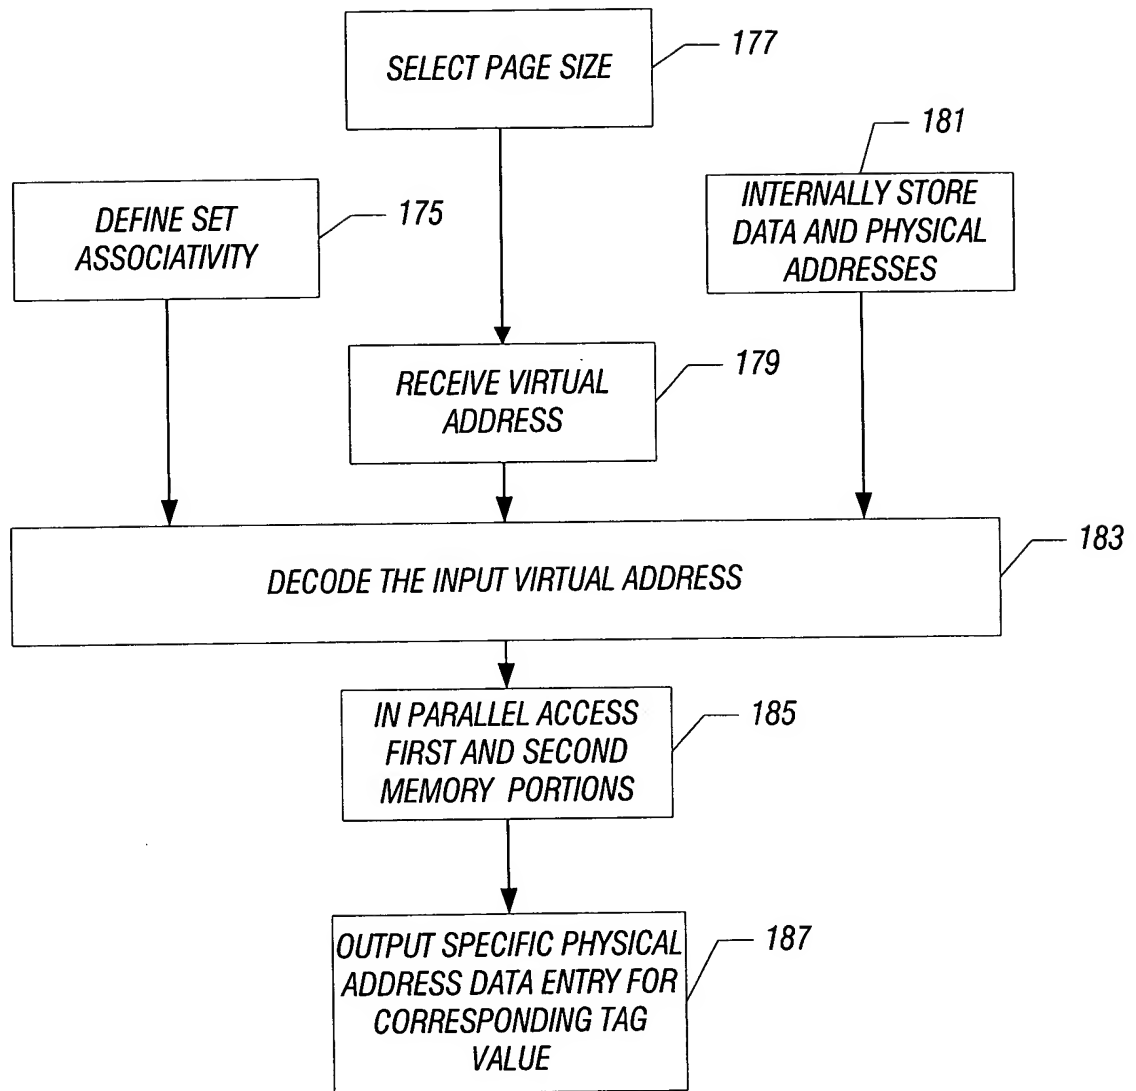 SELECT PAGE SIZE
177
181
DEFINE SET
ASSOCIATIVITY
175
INTERNALLY STORE
DATA AND PHYSICAL
ADDRESSES
179
RECEIVE VIRTUAL
ADDRESS
183
DECODE THE INPUT VIRTUAL ADDRESS
IN PARALLEL ACCESS
FIRST AND SECOND
MEMORY PORTIONS
185
187
OUTPUT SPECIFIC PHYSICAL
ADDRESS DATA ENTRY FOR
CORRESPONDING TAG
VALUE